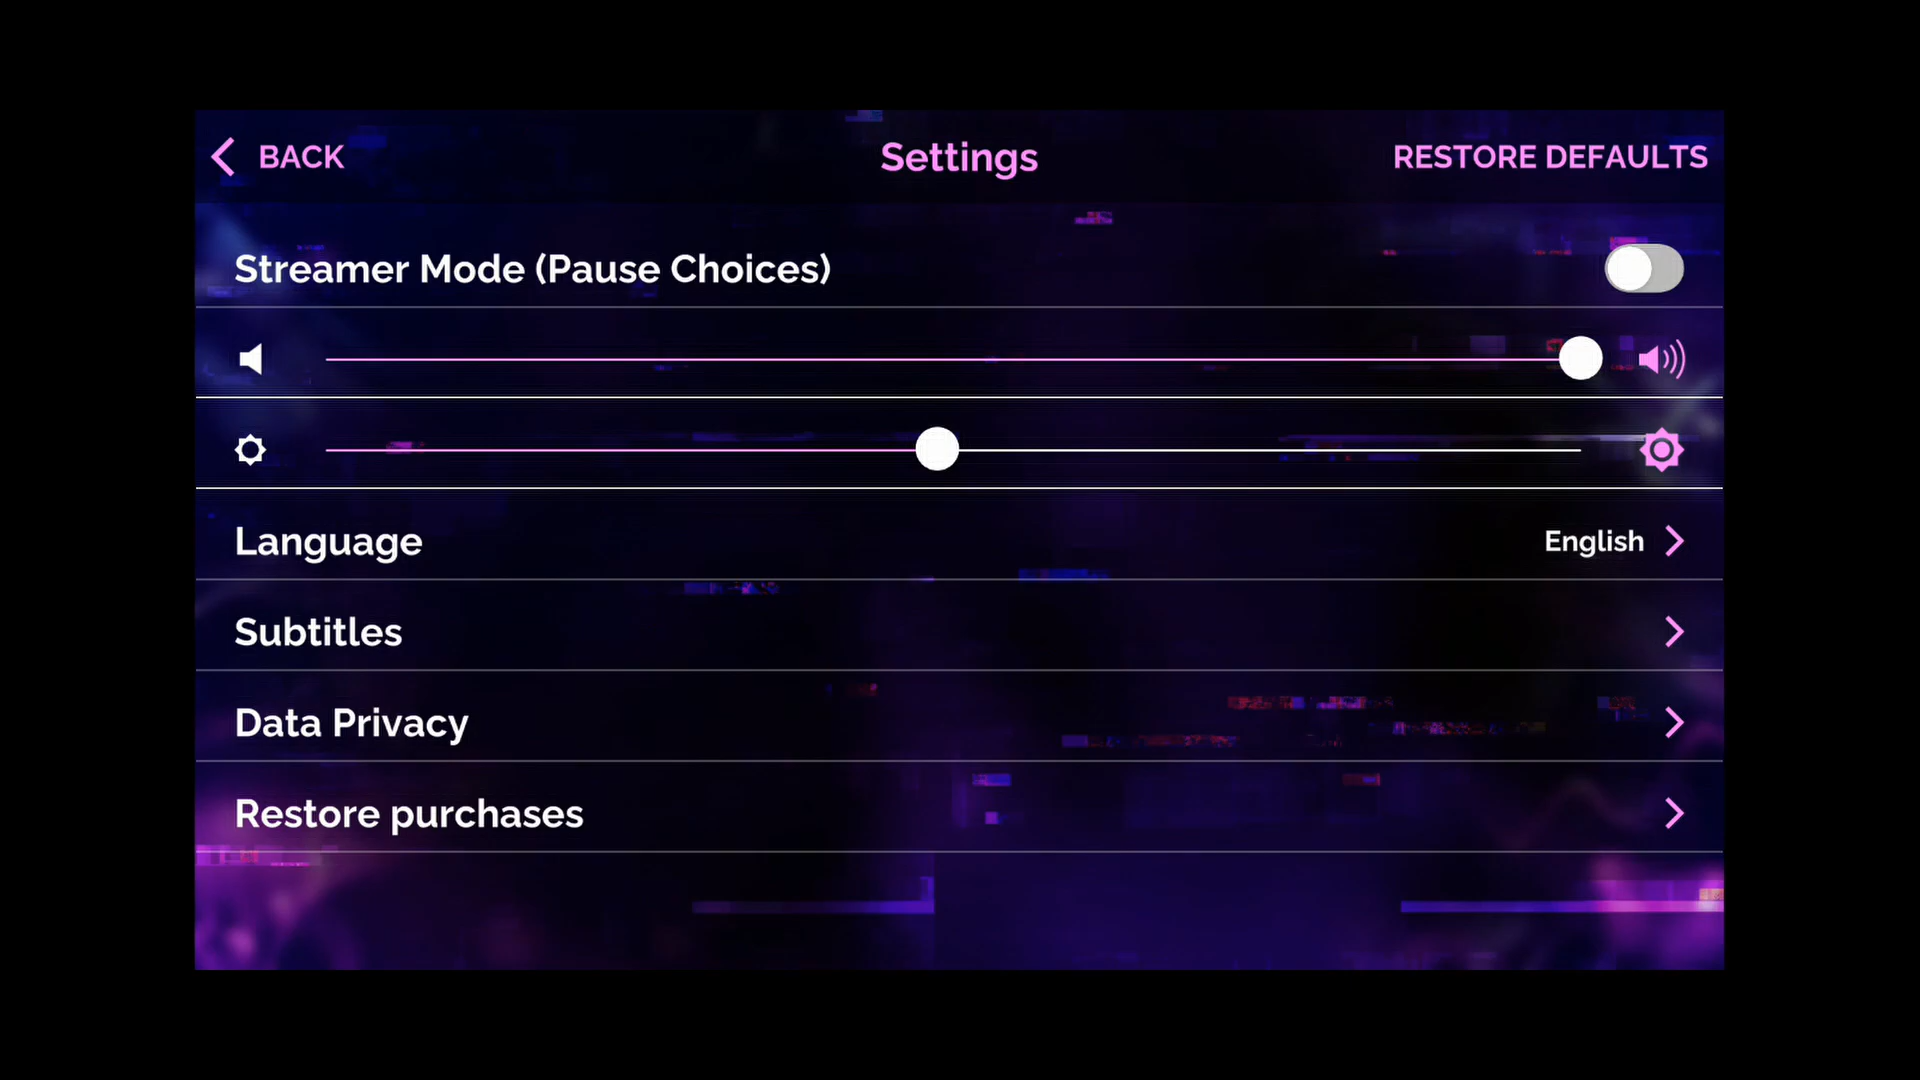 BACK
Settings
RESTORE DEFAULTS
Streamer Mode (Pause Choices)
Language
English
Subtitles
Data Privacy
Restore purchases